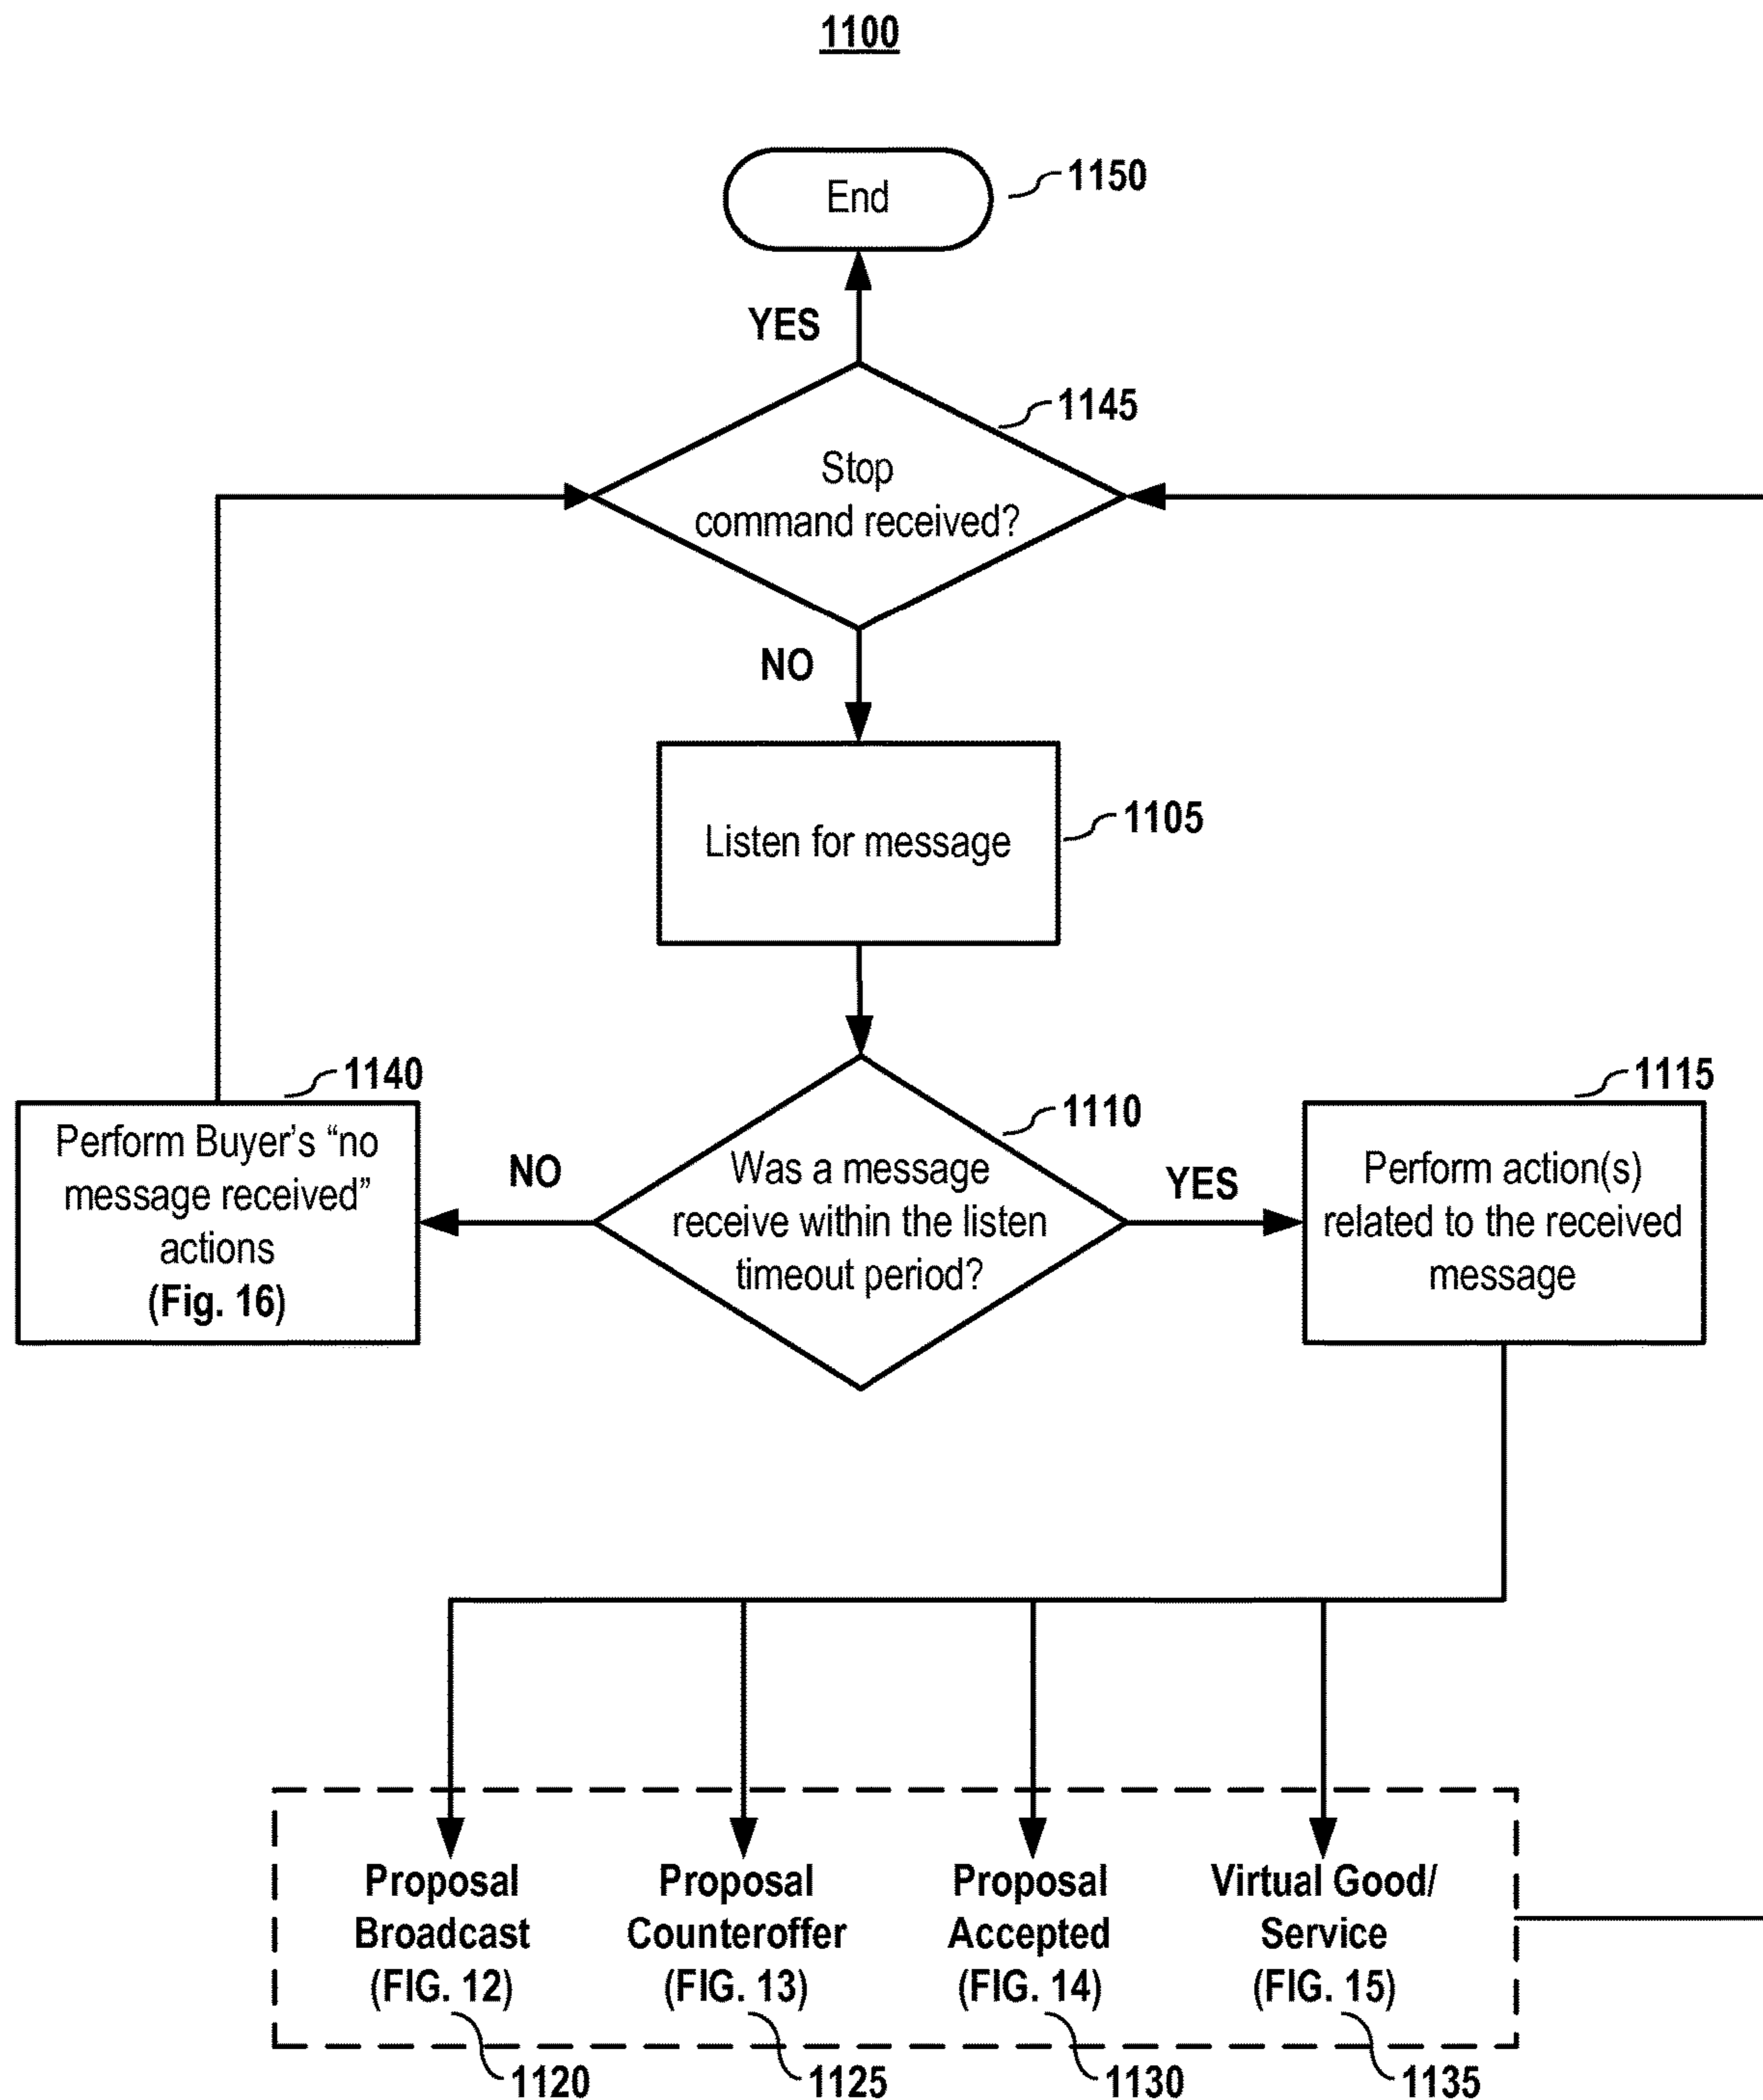 1100
End
1150
YES
1145
Stop
command received?
NO
Listen for message
1105
1140
Perform Buyer's “no
message received”
actions
(Fig. 16)
NO
1110
Was a message
receive within the listen
timeout period?
YES
1115
Perform action(s)
related to the received
message
Proposal
Broadcast
(FIG. 12)
1120
Proposal
Counteroffer
(FIG. 13)
1125
Proposal
Accepted
(FIG. 14)
1130
Virtual Good/
Service
(FIG. 15)
1135